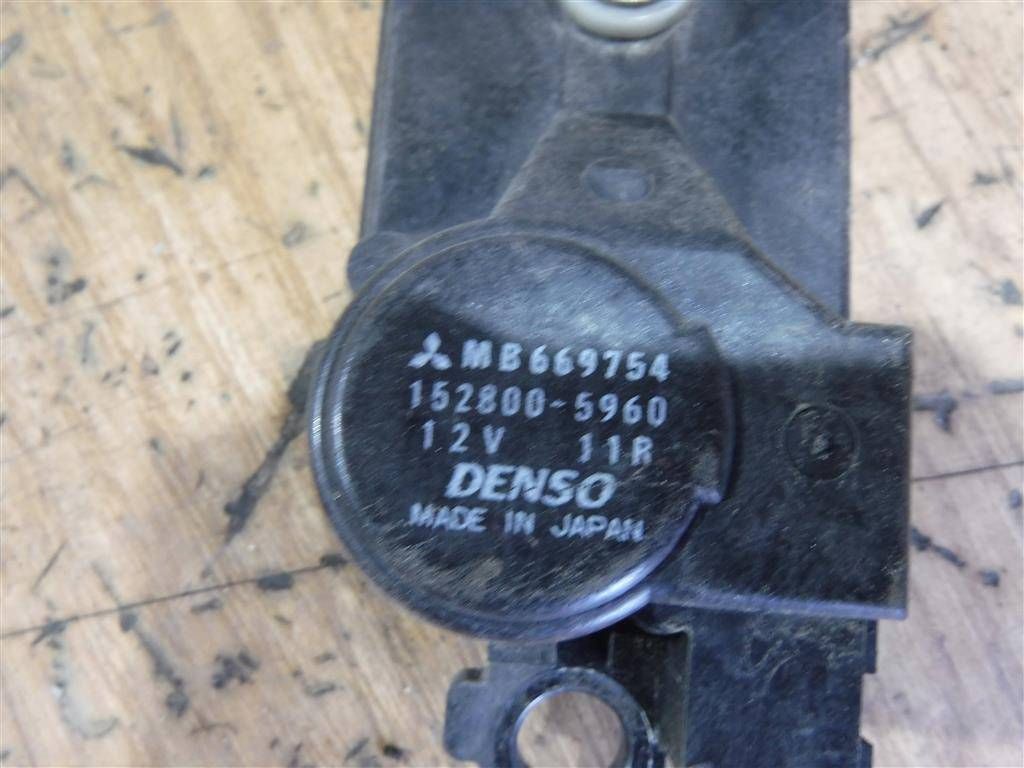 MB669754
152800-5960
12V 11R
DENSO
MADE IN JAPAN